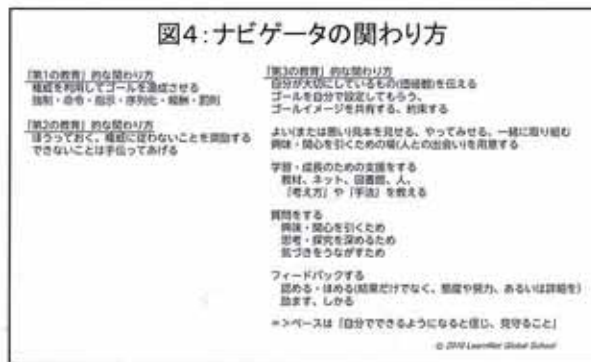 図4:ナビゲータの関わり方
「第1の教育」的な関わり方
権威を利用してゴールを達成させる
強制・命令・指示・序列化・報酬・罰則
「第2の教育」的な関わり方
ほうっておく、権威に従わないことを奨励する
できないことは手伝ってあげる
「第3の教育」的な関わり方
自分が大切にしているもの(価値観)を伝える
ゴールを自分で設定してもらう、
ゴールイメージを共有する、約束する
よい(または悪い)見本を見せる、やってみせる、一緒に取り組む
興味・関心を引くための場(人との出会い)を用意する
学習・成長のための支援をする
教材、ネット、図書館、人、
「考え方」や「手法」を教える
質問をする
興味・関心を引くため
思考・探究を深めるため
気づきをうながすため
フィードバックする
認める・ほめる(結果だけでなく、態度や努力、あるいは詳細を)
励ます、しかる
=>ベースは「自分でできるようになると信じ、見守ること」
© 2010 LearnNet Global School